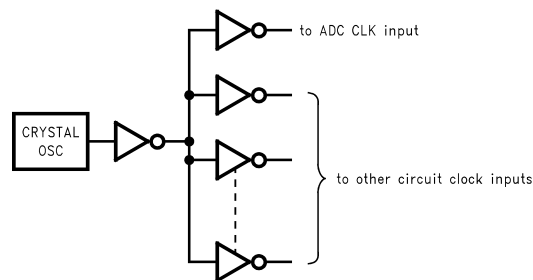 to ADC CLK input
CRYSTAL
OSC
to other circuit clock inputs